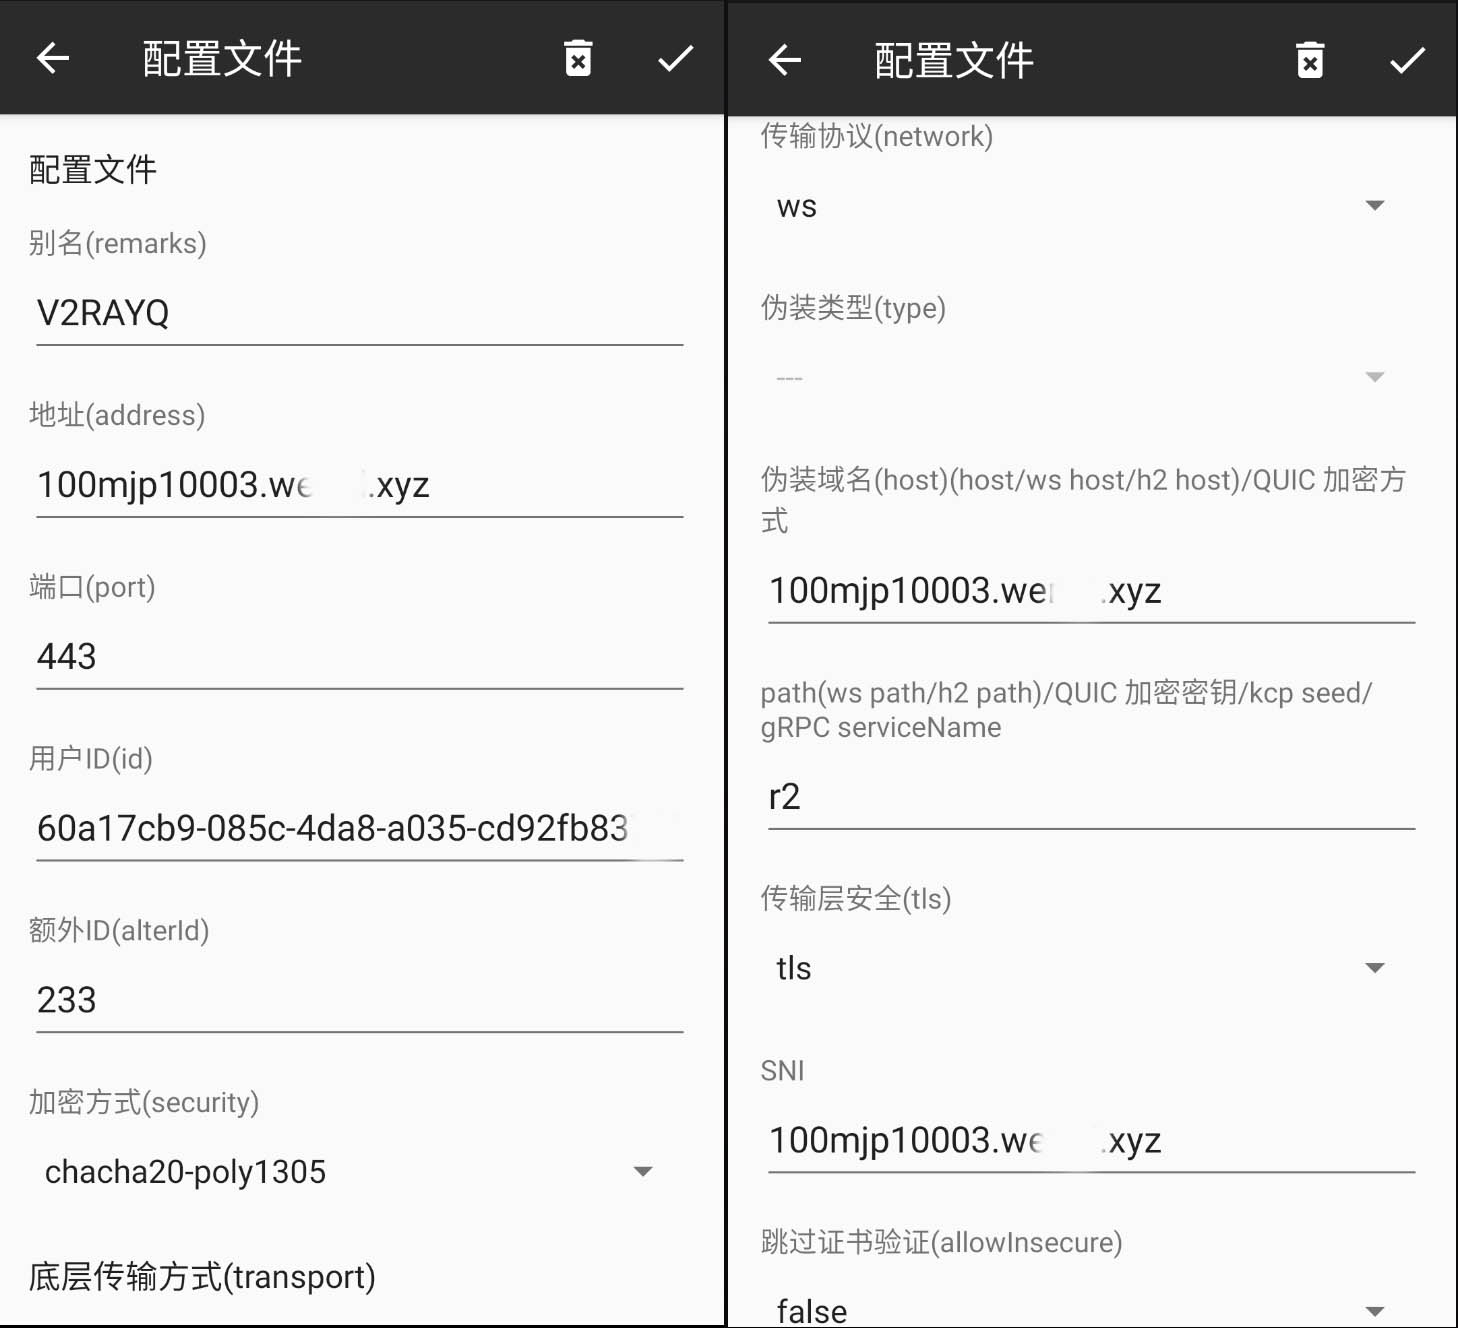 配置文件
配置文件
别名(remarks)
V2RAYQ
地址(address)
100mjp10003.we .xyz
端口(port)
443
用户ID(id)
60a17cb9-085c-4da8-a035-cd92fb83
额外ID(alterId)
233
加密方式(security)
chacha20-poly1305
底层传输方式(transport)
配置文件
传输协议(network)
ws
伪装类型(type)
---
伪装域名(host)(host/ws host/h2 host)/QUIC 加密方
式
100mjp10003.we .xyz
path(ws path/h2 path)/QUIC 加密密钥/kcp seed/
gRPC serviceName
r2
传输层安全(tls)
tls
SNI
100mjp10003.we .xyz
跳过证书验证(allowInsecure)
false